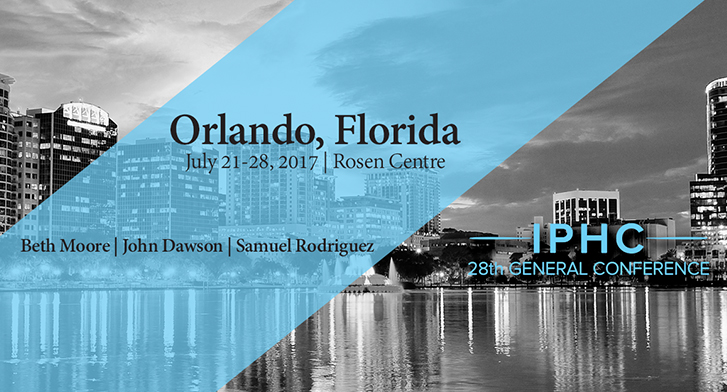 Orlando, Florida
July 21-28, 2017 | Rosen Centre
Beth Moore | John Dawson | Samuel Rodriguez
IPHC
28th GENERAL CONFERENCE